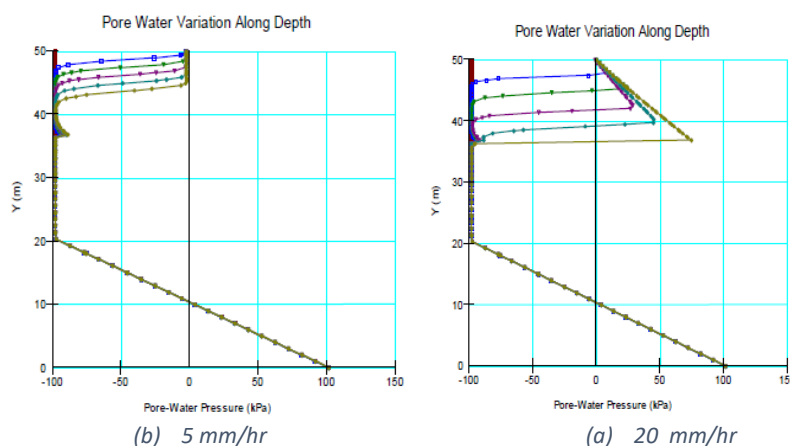 Pore Water Variation Along Depth
50
40
30
20
10
0
Y (m)
-100 -50 0 50 100 150
Pore-Water Pressure (kPa)
(b) 5 mm/hr
Pore Water Variation Along Depth
50
40
30
20
10
0
Y (m)
-100 -50 0 50 100 15
Pore-Water Pressure (kPa)
(a) 20 mm/hr